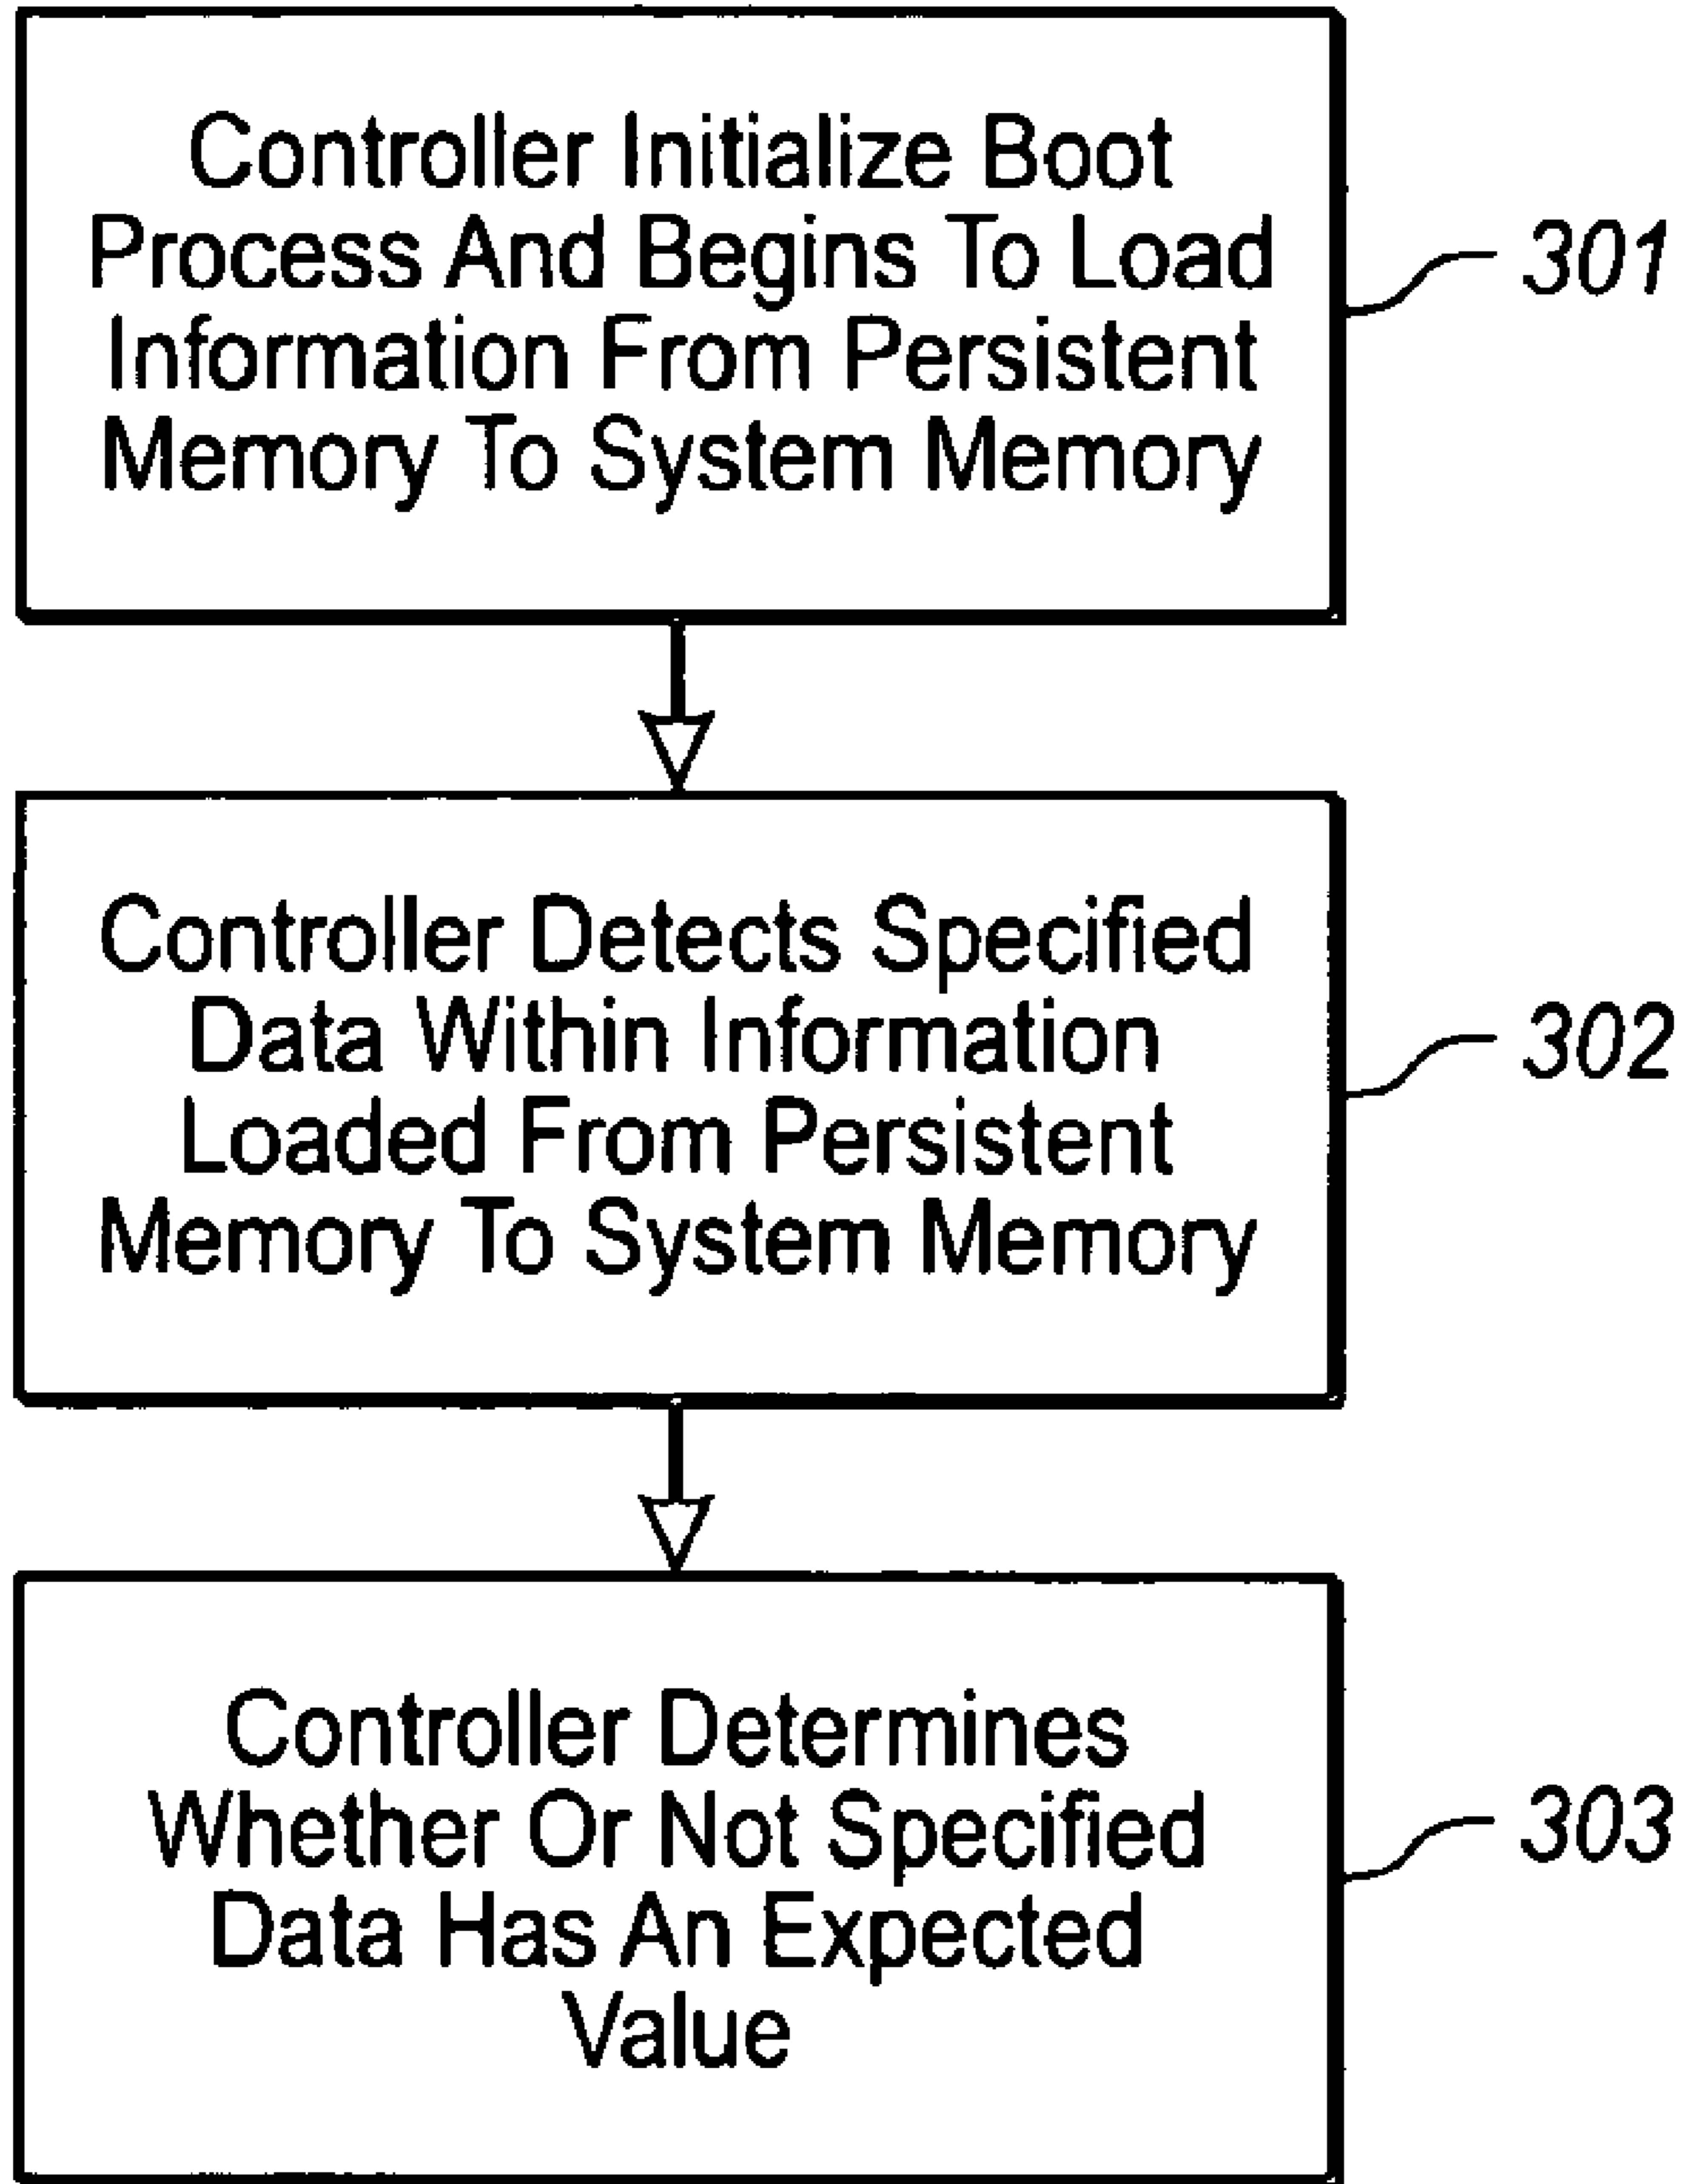 Controller Initialize Boot
Process And Begins To Load
Information From Persistent
Memory To System Memory
301
Controller Detects Specified
Data Within Information
Loaded From Persistent
Memory To System Memory
302
Controller Determines
Whether Or Not Specified
Data Has An Expected
Value
303